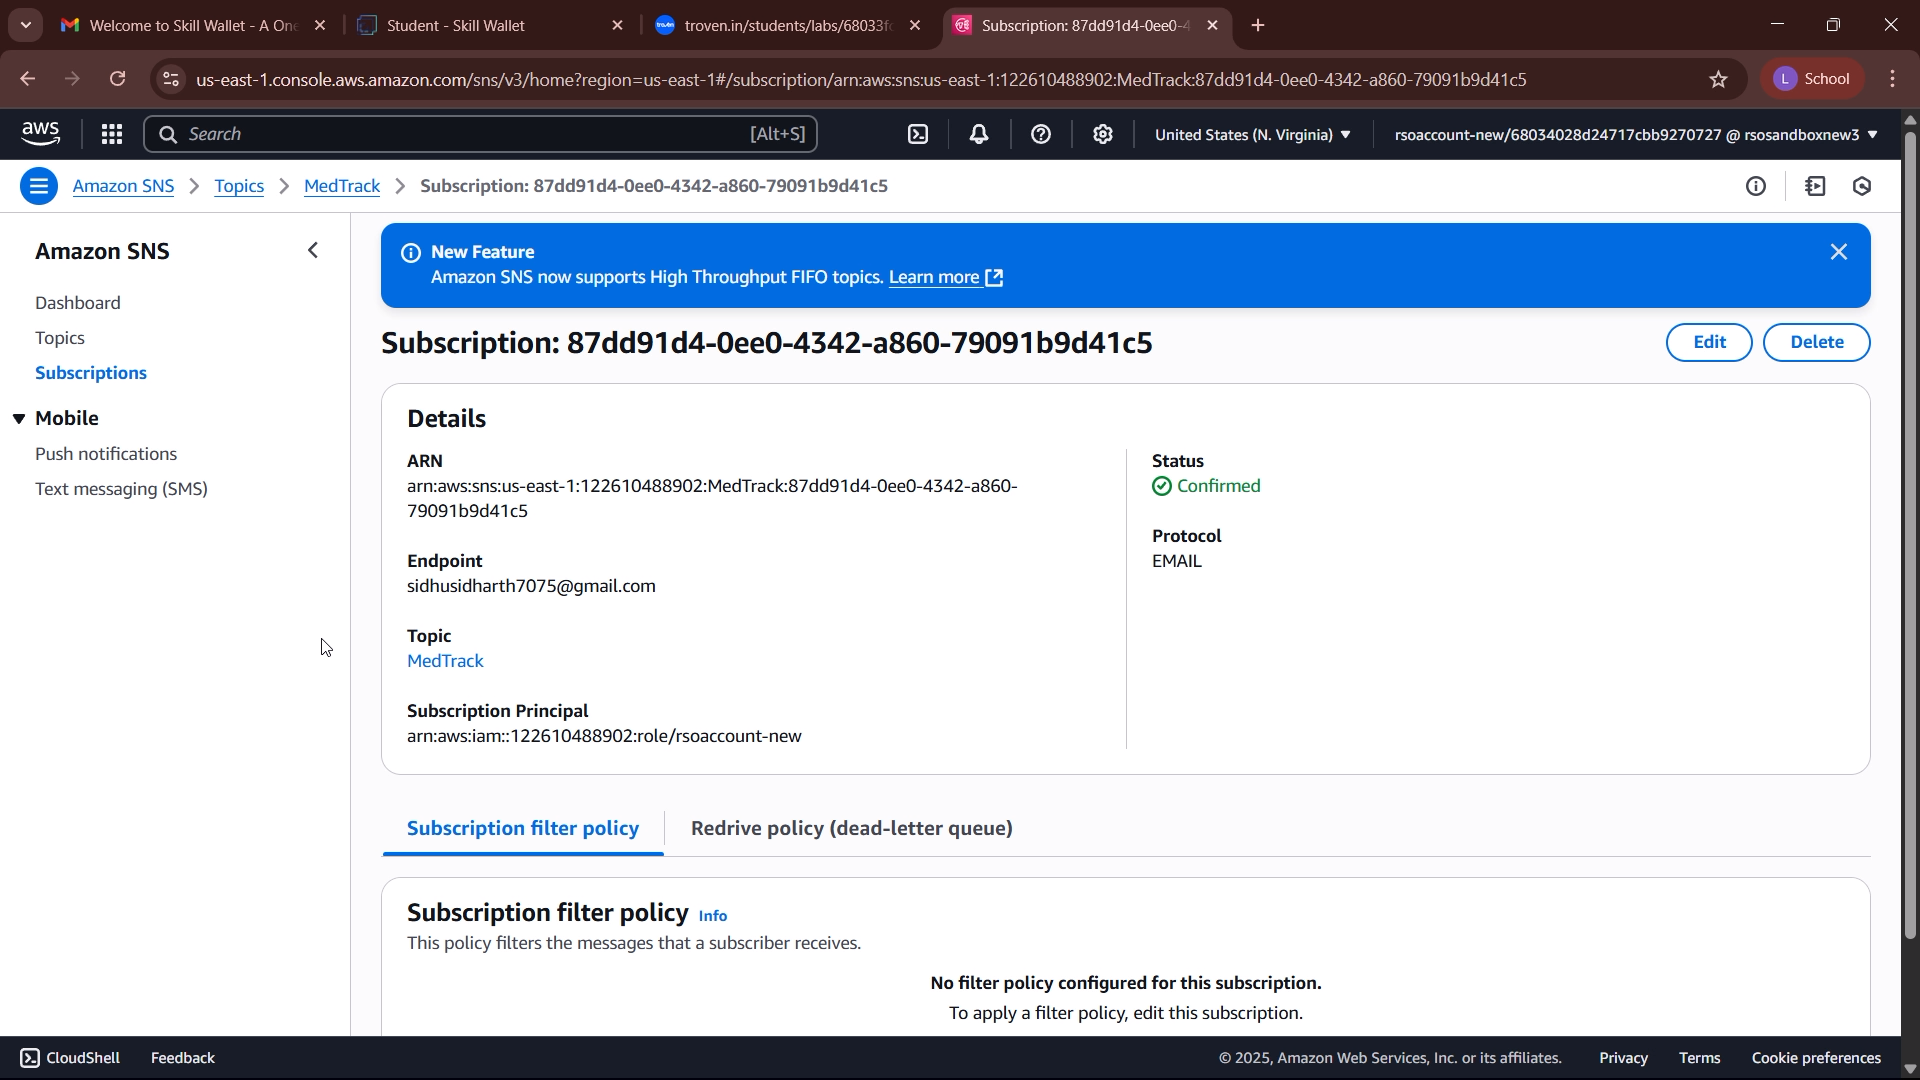 Welcome to Skill Wallet - A One
Student - Skill Wallet
troven.in/students/labs/68033f
Subscription: 87dd91d4-0ee0-4
us-east-1.console.aws.amazon.com/sns/v3/home?region=us-east-1#/subscription/arn:aws:sns:us-east-1:122610488902:MedTrack:87dd91d4-0ee0-4342-a860-79091b9d41c5
L School
aws
Search [Alt+S]
United States (N. Virginia)
rsoaccount-new/68034028d24717cbb9270727 @ rsosandboxnew3
Amazon SNS > Topics > MedTrack > Subscription: 87dd91d4-0ee0-4342-a860-79091b9d41c5
Amazon SNS
Dashboard
Topics
Subscriptions
Mobile
Push notifications
Text messaging (SMS)
New Feature
Amazon SNS now supports High Throughput FIFO topics. Learn more
Subscription: 87dd91d4-0ee0-4342-a860-79091b9d41c5
Edit
Delete
Details
ARN
arn:aws:sns:us-east-1:122610488902:MedTrack:87dd91d4-0ee0-4342-a860-
79091b9d41c5
Endpoint
sidhusidharth7075@gmail.com
Topic
MedTrack
Subscription Principal
arn:aws:iam::122610488902:role/rsoaccount-new
Status
Confirmed
Protocol
EMAIL
Subscription filter policy
Redrive policy (dead-letter queue)
Subscription filter policy Info
This policy filters the messages that a subscriber receives.
No filter policy configured for this subscription.
To apply a filter policy, edit this subscription.
CloudShell
Feedback
© 2025, Amazon Web Services, Inc. or its affiliates.
Privacy
Terms
Cookie preferences